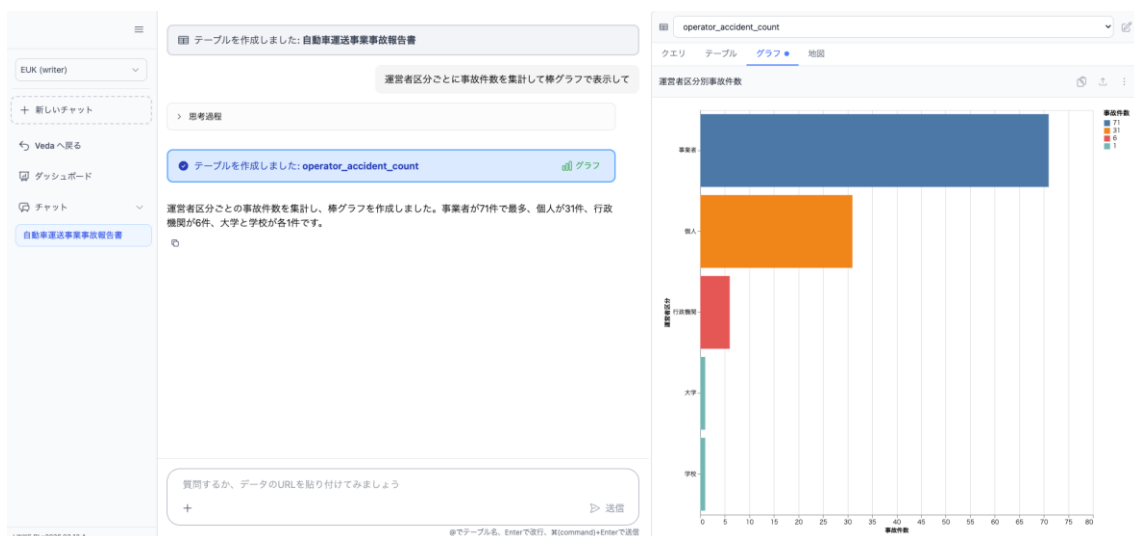 EUK (writer)
+ 新しいチャット
Veda へ戻る
ダッシュボード
チャット
自動車運送事業事故報告書
テーブルを作成しました: 自動車運送事業事故報告書
運営者区分ごとに事故件数を集計して棒グラフで表示して
思考過程
テーブルを作成しました: operator_accident_count
グラフ
運営者区分ごとの事故件数を集計し、棒グラフを作成しました。事業者が71件で最多、個人が31件、行政
機関が6件、大学と学校が各1件です。
質問するか、データのURLを貼り付けてみましょう
+
送信
@でテーブル名、Enterで改行、⌘(command)+Enterで送信
operator_accident_count
クエリ
テーブル
グラフ
地図
運営者区分別事故件数
事故件数
71
31
6
1
運営者区分
事業者
個人
行政機関
大学
学校
0 5 10 15 20 25 30 35 40 45 50 55 60 65 70 75 80
事故件数